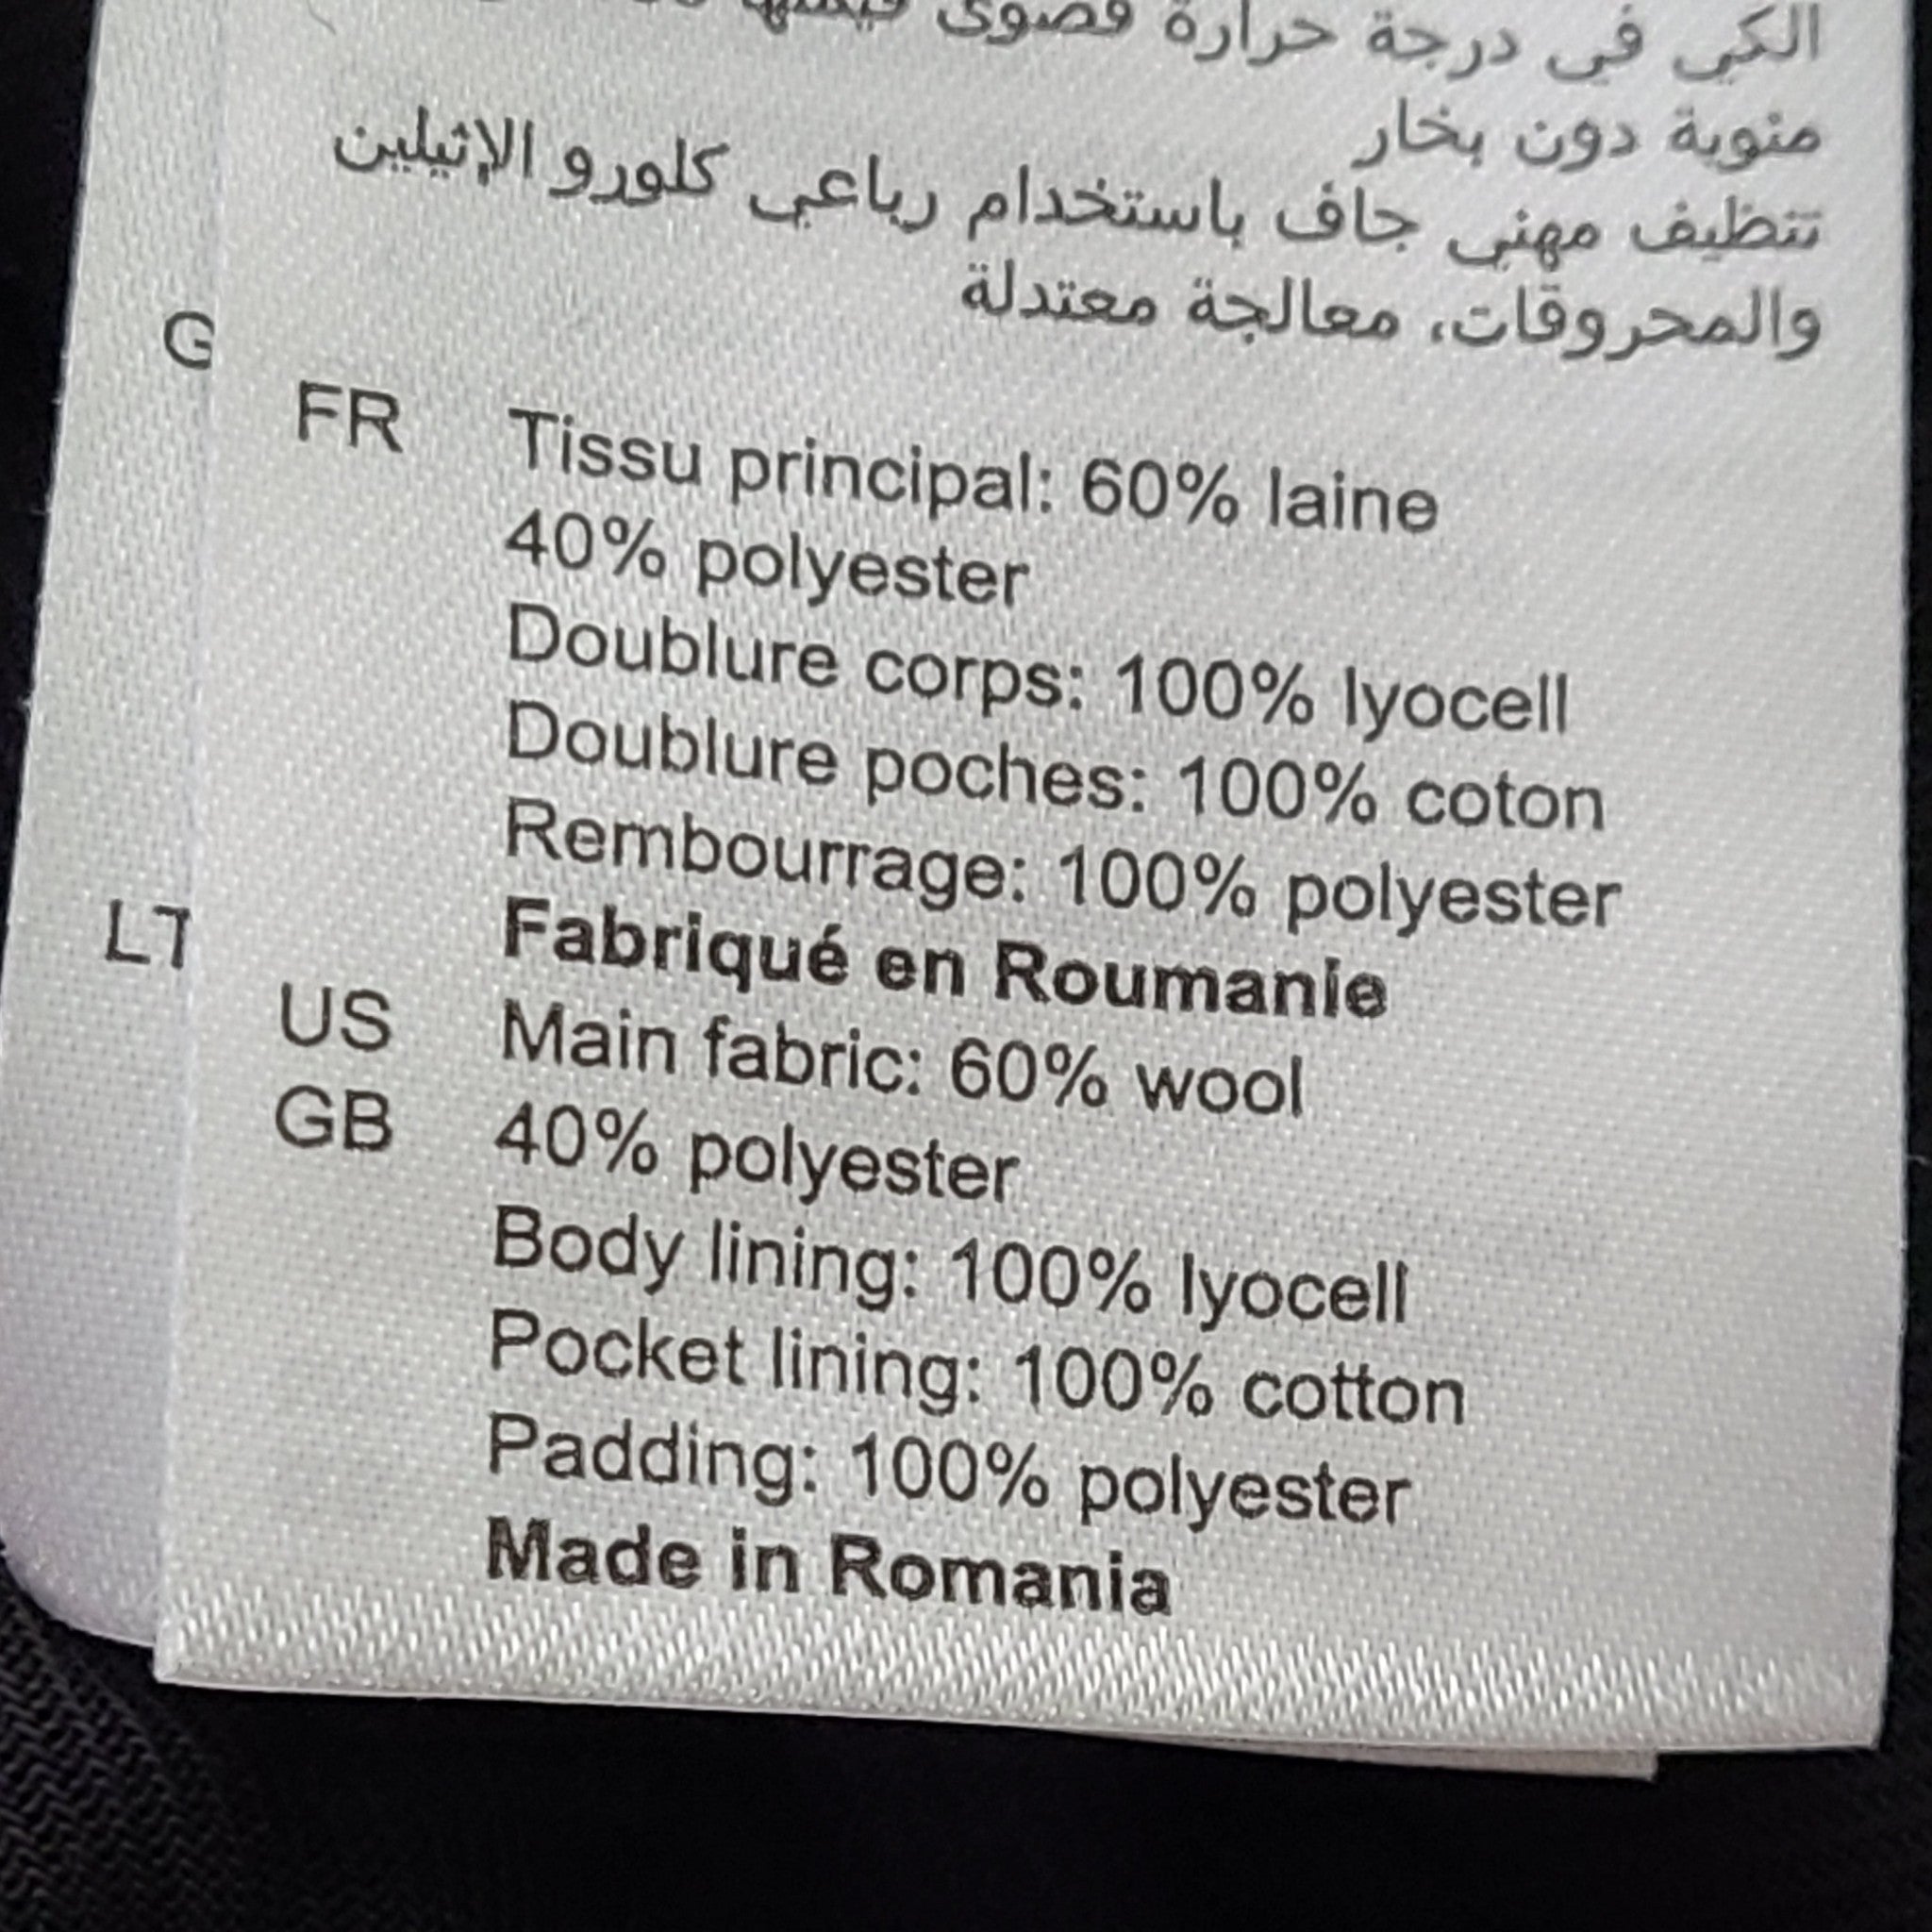 الكي في درجة حرارة قصوى قيمتها
مئوية دون بخار
تنظيف مهني جاف باستخدام رباعي كلورو الإثيلين
والمحروقات، معالجة معتدلة
G
FR Tissu principal: 60% laine
40% polyester
Doublure corps: 100% lyocell
Doublure poches: 100% coton
Rembourrage: 100% polyester
Fabriqué en Roumanie
LT
US Main fabric: 60% wool
GB 40% polyester
Body lining: 100% lyocell
Pocket lining: 100% cotton
Padding: 100% polyester
Made in Romania